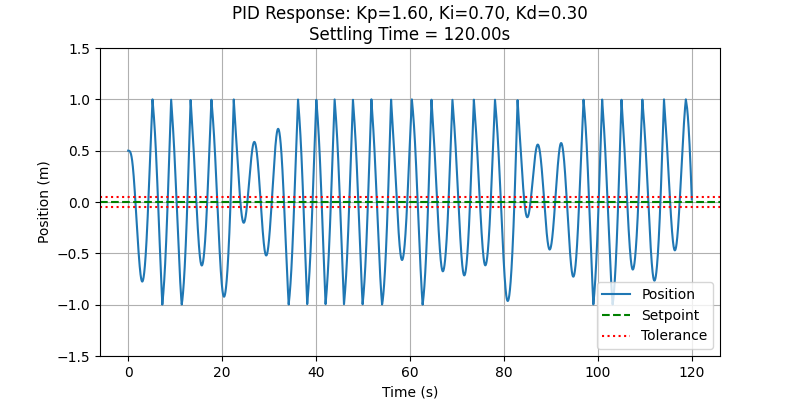 PID Response: Kp=1.60, Ki=0.70, Kd=0.30
Settling Time = 120.00s
1.5
1.0
0.5
0.0
−0.5
−1.0
−1.5
Position (m)
Position
Setpoint
Tolerance
0
20
40
60
80
100
120
Time (s)